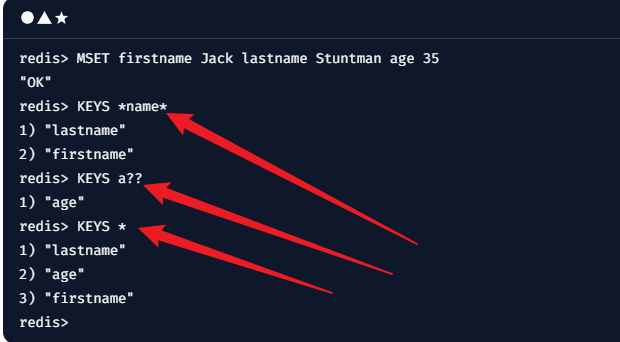 redis> MSET firstname Jack lastname Stuntman age 35
"OK"
redis> KEYS *name*
1) "lastname"
2) "firstname"
redis> KEYS a??
1) "age"
redis> KEYS *
1) "lastname"
2) "age"
3) "firstname"
redis>